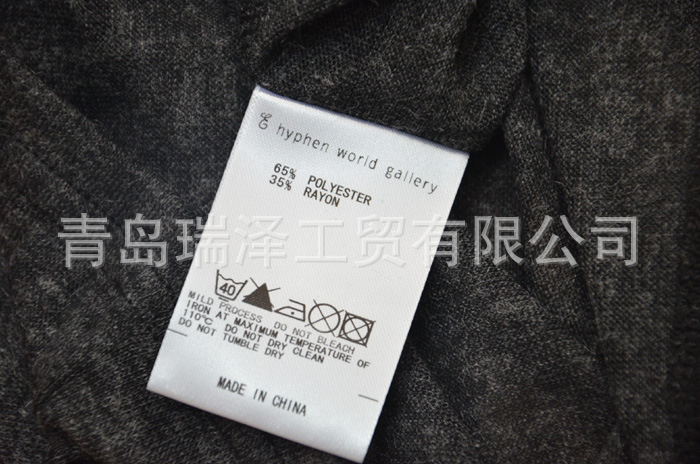 hyphen world gallery
65% POLYESTER
35% RAYON
青岛瑞泽工贸有限公司
40
MILD PROCESS DO NOT BLEACH
IRON AT MAXIMUM TEMPERATURE OF
110℃ DO NOT DRY CLEAN
DO NOT TUMBLE DRY
MADE IN CHINA